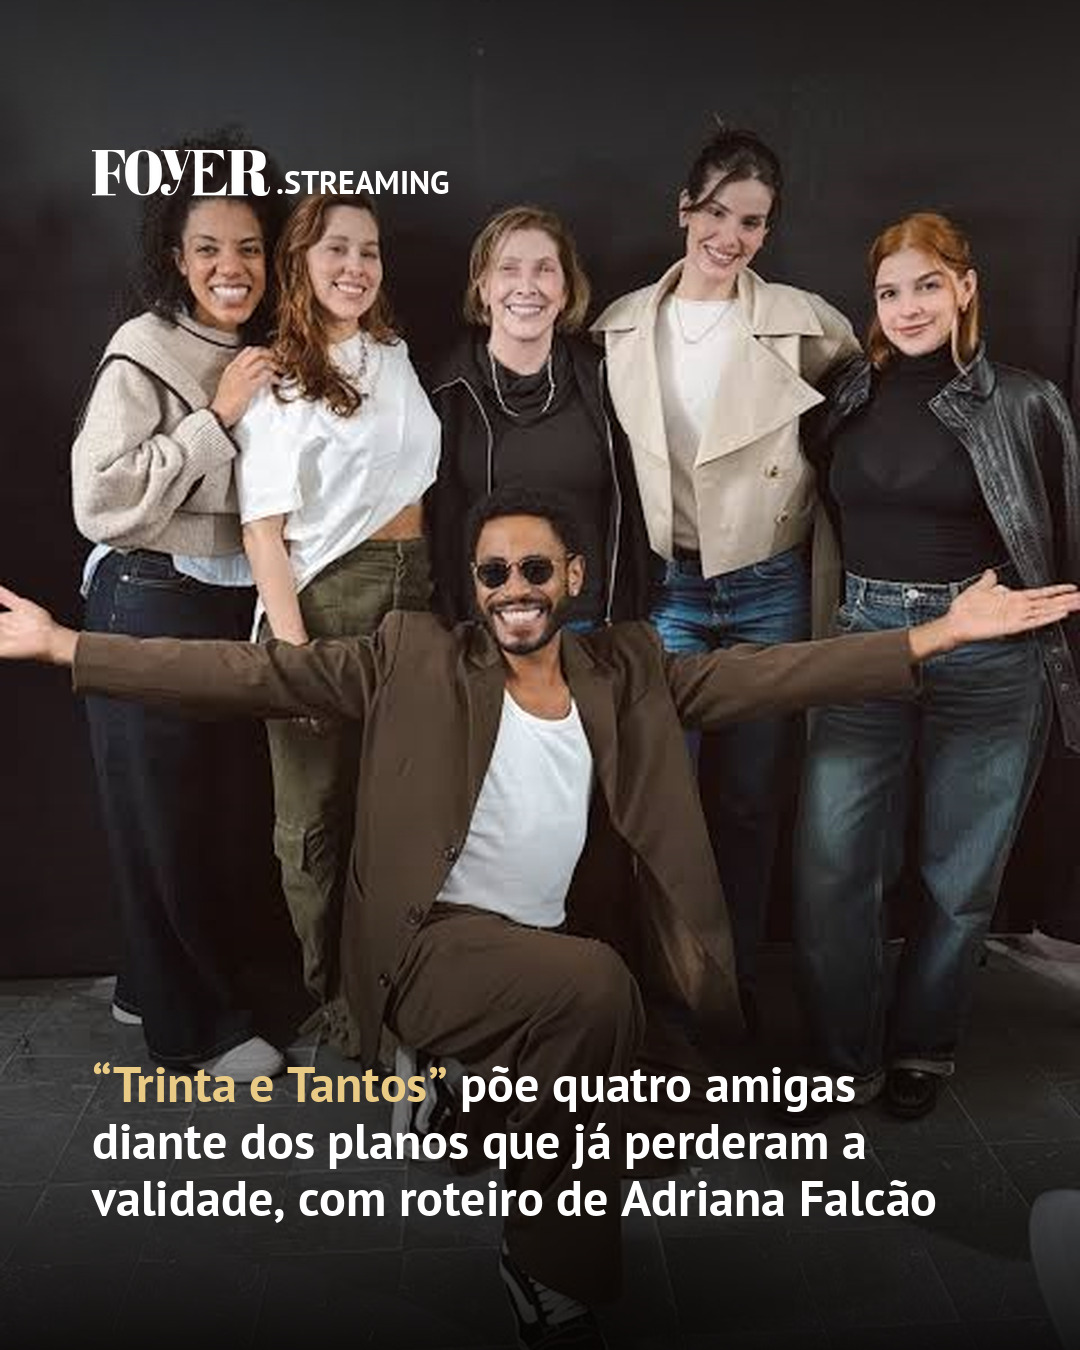 FOYER.STREAMING
“Trinta e Tantos” põe quatro amigas
diante dos planos que já perderam a
validade, com roteiro de Adriana Falcão